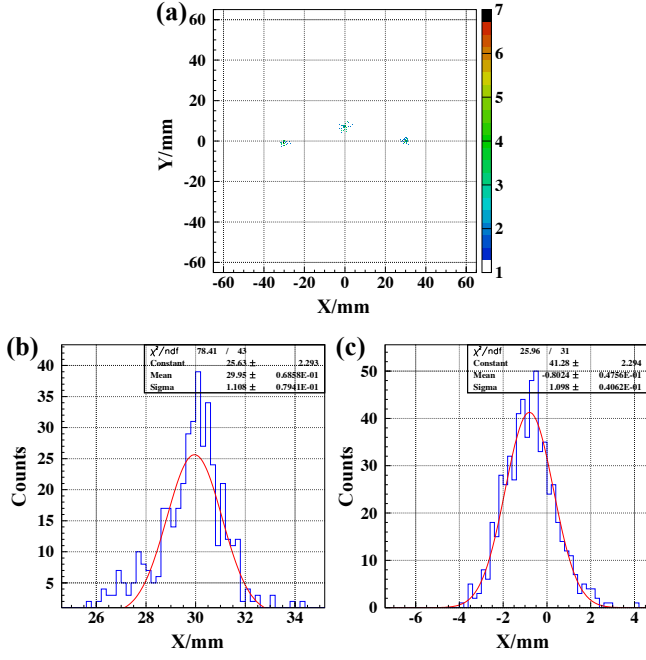 (a)
60
40
20
0
-20
-40
-60
Y/mm
-60 -40 -20 0 20 40 60
X/mm
7
6
5
4
3
2
1
(b)
χ²/ndf 78.41 / 43
Constant 25.63 ± 2.293
Mean 29.95 ± 0.6858E-01
Sigma 1.108 ± 0.7941E-01
40
35
30
25
20
15
10
5
Counts
26 28 30 32 34
X/mm
(c)
χ²/ndf 25.96 / 31
Constant 41.28 ± 2.294
Mean -0.8024 ± 0.4756E-01
Sigma 1.098 ± 0.4062E-01
50
40
30
20
10
0
Counts
-6 -4 -2 0 2 4
X/mm